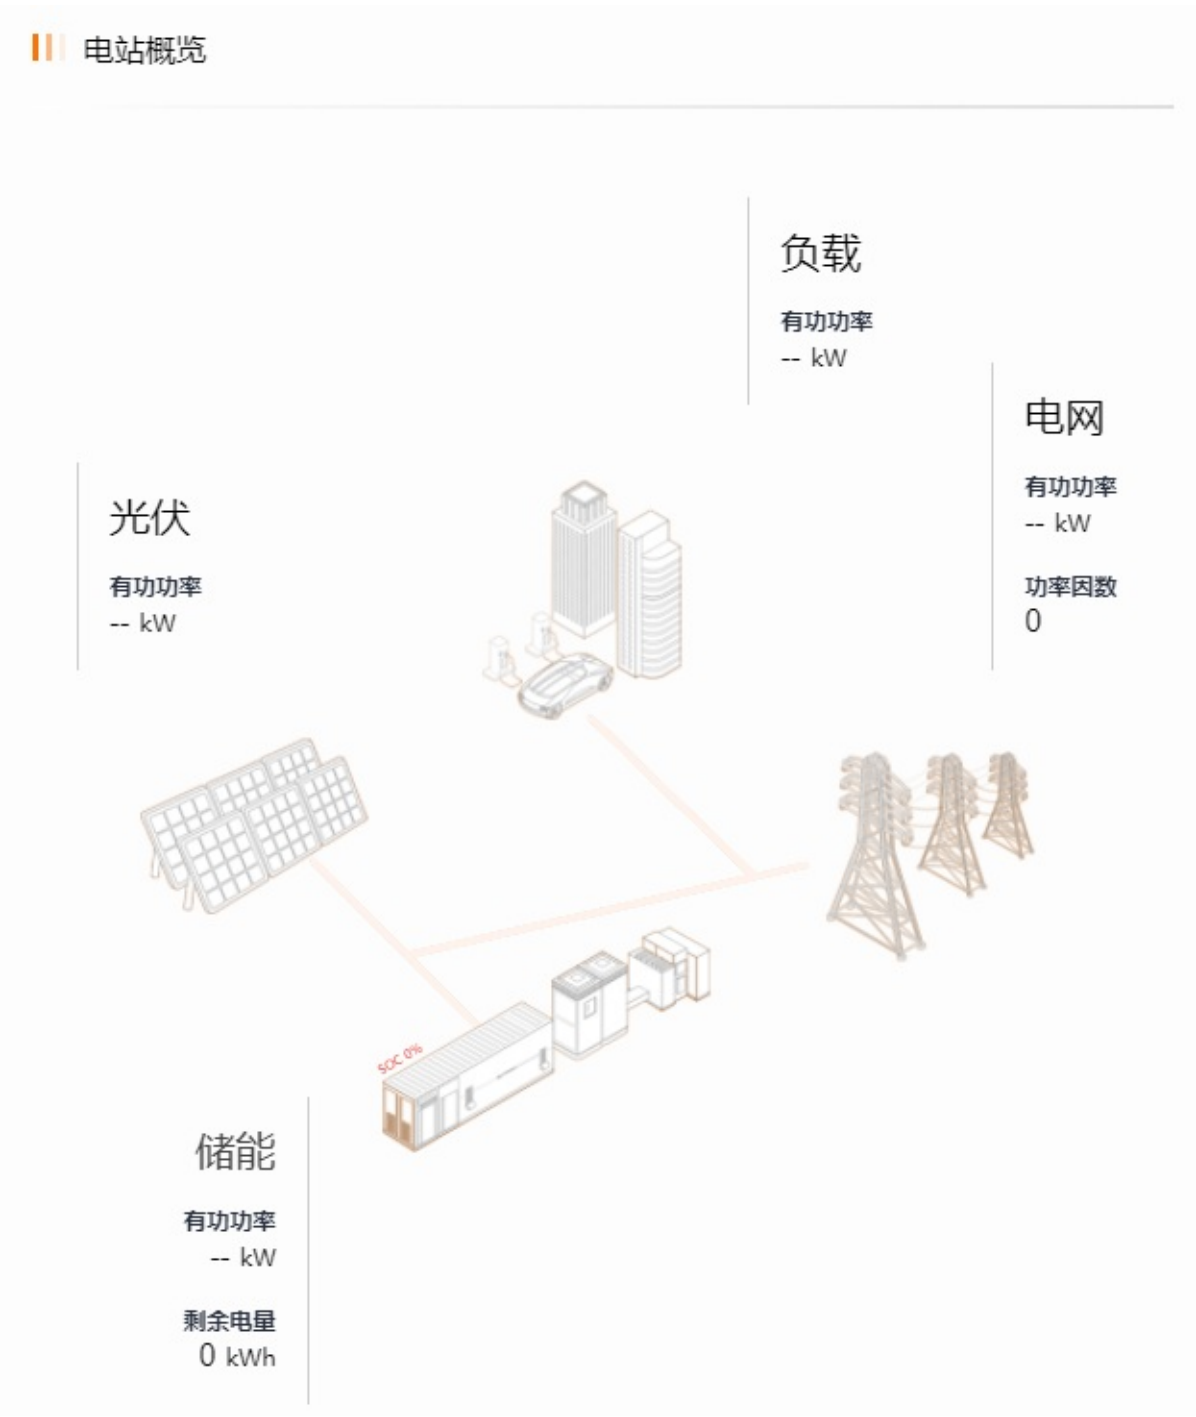 电站概览
负载
有功功率
-- kW
电网
有功功率
-- kW
功率因数
0
光伏
有功功率
-- kW
SOC 0%
储能
有功功率
-- kW
剩余电量
0 kWh